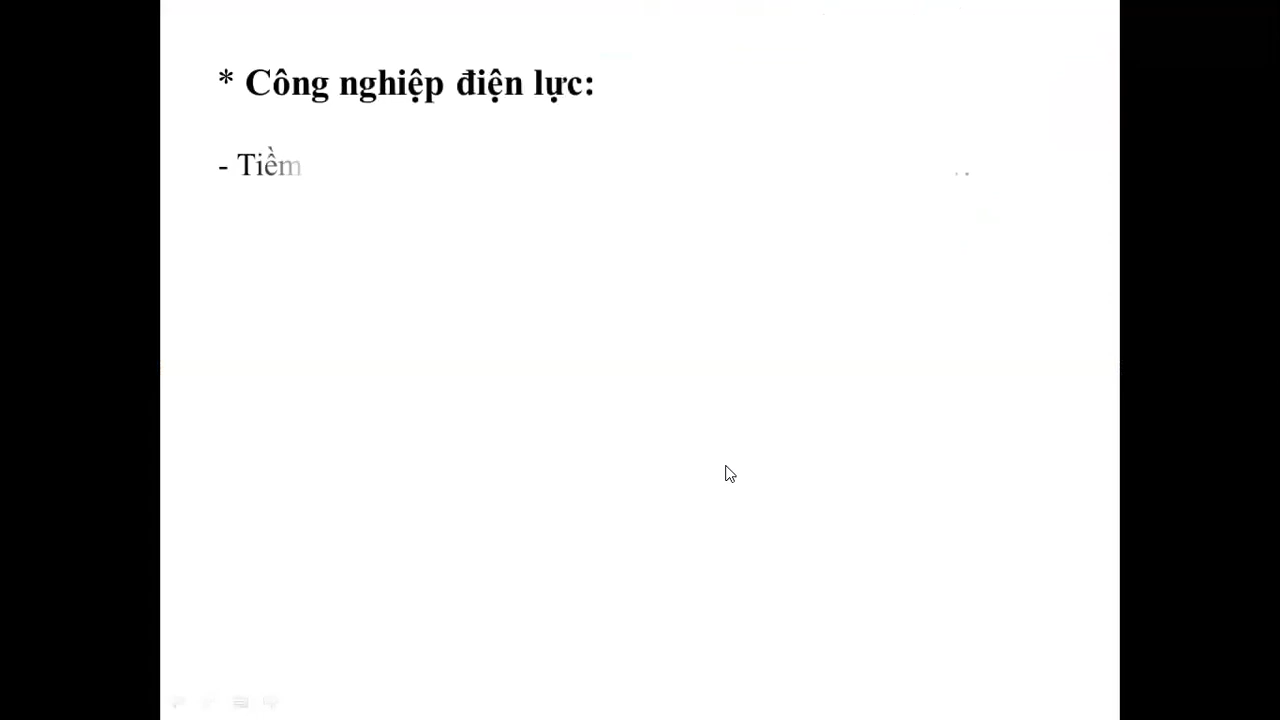 * Công nghiệp điện lực:
- Tiềm